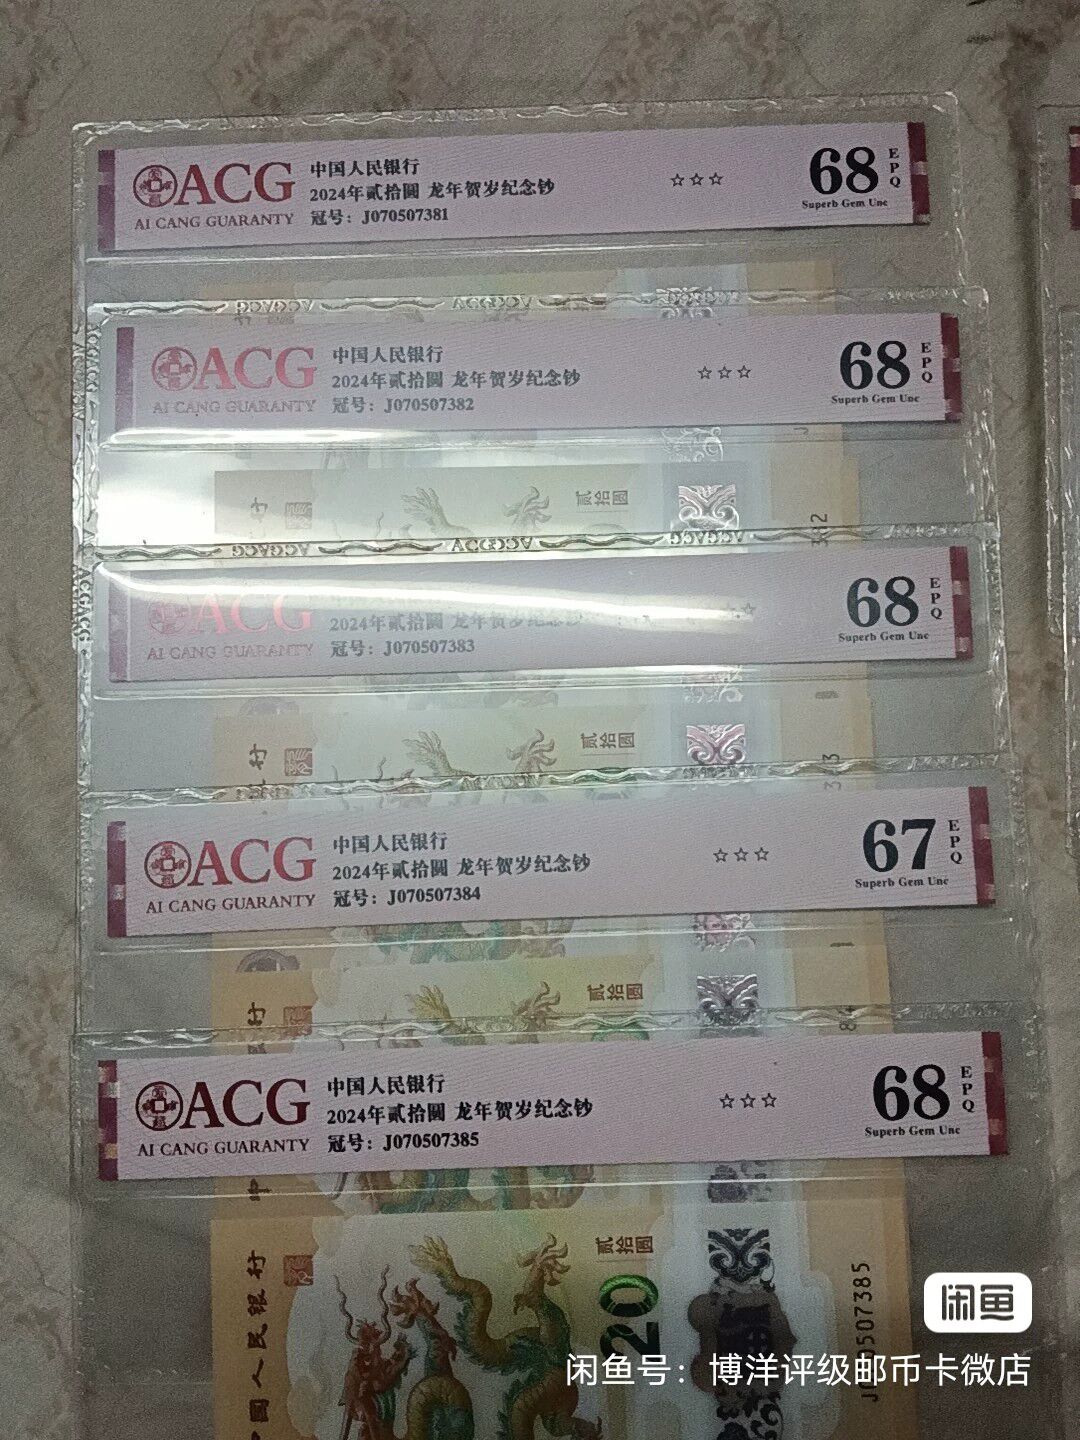 ACG
AI CANG GUARANTY
中国人民银行
2024年贰拾圆 龙年贺岁纪念钞
冠号：J070507381
☆☆☆
68
EPQ
Superb Gem Unc
ACG
AI CANG GUARANTY
中国人民银行
2024年贰拾圆 龙年贺岁纪念钞
冠号：J070507382
☆☆☆
68
EPQ
Superb Gem Unc
贰拾圆
ACG
AI CANG GUARANTY
2024年贰拾圆 龙年贺岁纪念钞
冠号：J070507383
68
EPQ
Superb Gem Unc
行
贰拾圆
ACG
AI CANG GUARANTY
中国人民银行
2024年贰拾圆 龙年贺岁纪念钞
冠号：J070507384
☆☆☆
67
EPQ
Superb Gem Unc
行
贰拾圆
ACG
AI CANG GUARANTY
中国人民银行
2024年贰拾圆 龙年贺岁纪念钞
冠号：J070507385
☆☆☆
68
EPQ
Superb Gem Unc
中國人民银行
贰拾圆
20
J070507385
闲鱼
闲鱼号：博洋评级邮币卡微店